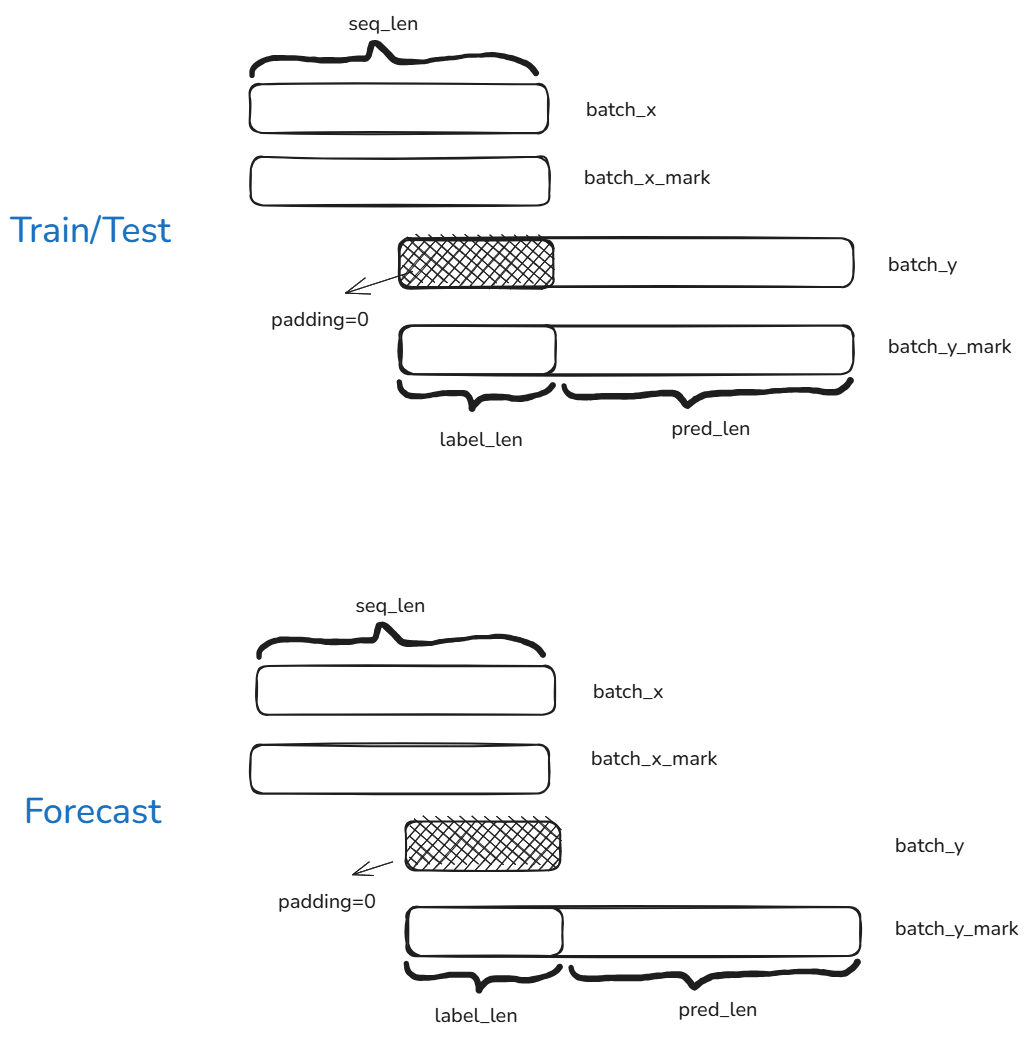 seq_len
batch_x
batch_x_mark
Train/Test
batch_y
padding=0
batch_y_mark
label_len
pred_len
seq_len
batch_x
batch_x_mark
Forecast
batch_y
padding=0
batch_y_mark
label_len
pred_len